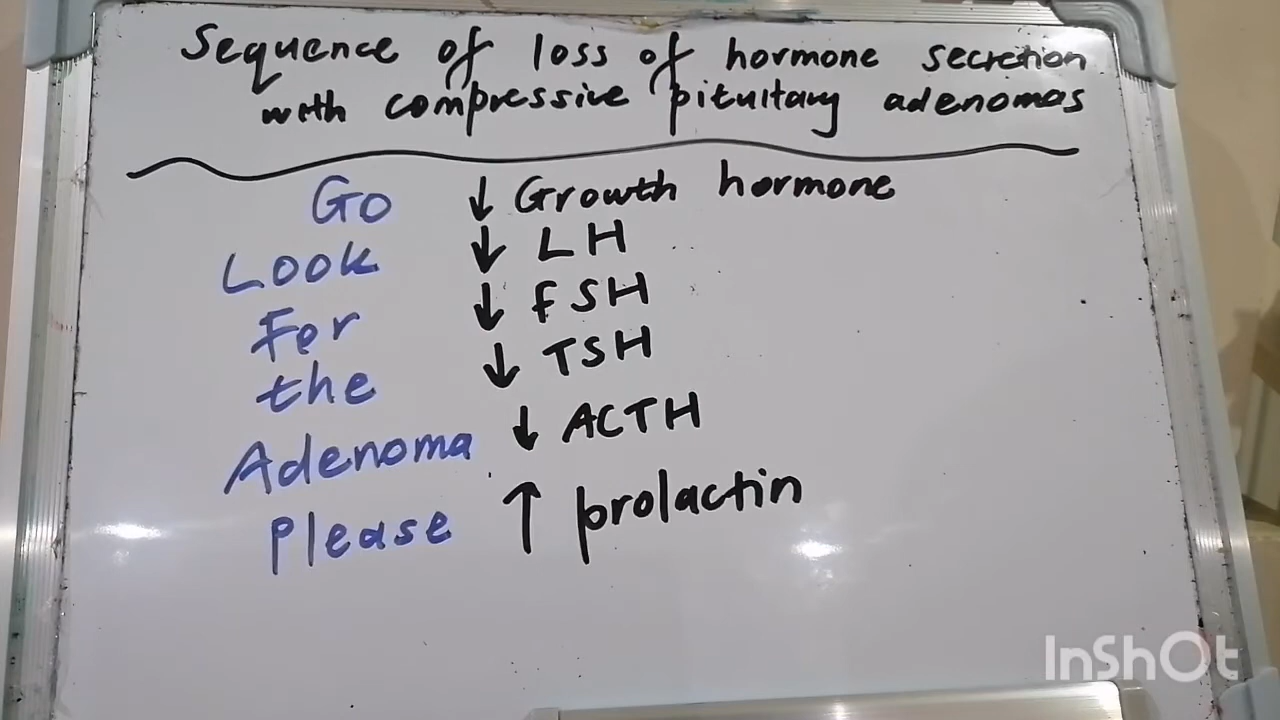 Sequence of loss of hormone secretion
with compressive pituitary adenomas
Go ↓ Growth hormone
Look ↓ LH
For ↓ FSH
the ↓ TSH
Adenoma ↓ ACTH
Please ↑ prolactin
InShOt